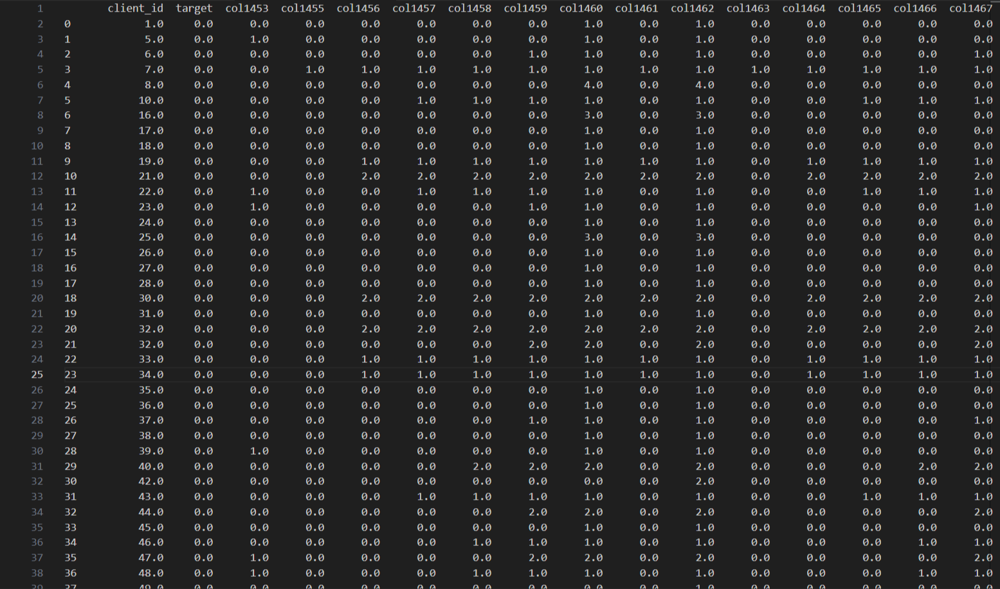 1 client_id target col1453 col1455 col1456 col1457 col1458 col1459 col1460 col1461 col1462 col1463 col1464 col1465 col1466 col1467
2 0 1.0 0.0 0.0 0.0 0.0 0.0 0.0 0.0 1.0 0.0 1.0 0.0 0.0 0.0 0.0 0.0
3 1 5.0 0.0 1.0 0.0 0.0 0.0 0.0 0.0 1.0 0.0 1.0 0.0 0.0 0.0 0.0 0.0
4 2 6.0 0.0 0.0 0.0 0.0 0.0 0.0 1.0 1.0 0.0 1.0 0.0 0.0 0.0 0.0 1.0
5 3 7.0 0.0 0.0 1.0 1.0 1.0 1.0 1.0 1.0 1.0 1.0 1.0 1.0 1.0 1.0 1.0
6 4 8.0 0.0 0.0 0.0 0.0 0.0 0.0 0.0 4.0 0.0 4.0 0.0 0.0 0.0 0.0 0.0
7 5 10.0 0.0 0.0 0.0 0.0 1.0 1.0 1.0 1.0 0.0 1.0 0.0 0.0 1.0 1.0 1.0
8 6 16.0 0.0 0.0 0.0 0.0 0.0 0.0 0.0 3.0 0.0 3.0 0.0 0.0 0.0 0.0 0.0
9 7 17.0 0.0 0.0 0.0 0.0 0.0 0.0 0.0 1.0 0.0 1.0 0.0 0.0 0.0 0.0 0.0
10 8 18.0 0.0 0.0 0.0 0.0 0.0 0.0 0.0 1.0 0.0 1.0 0.0 0.0 0.0 0.0 0.0
11 9 19.0 0.0 0.0 0.0 1.0 1.0 1.0 1.0 1.0 1.0 1.0 0.0 1.0 1.0 1.0 1.0
12 10 21.0 0.0 0.0 0.0 2.0 2.0 2.0 2.0 2.0 2.0 2.0 0.0 2.0 2.0 2.0 2.0
13 11 22.0 0.0 1.0 0.0 0.0 1.0 1.0 1.0 1.0 0.0 1.0 0.0 0.0 1.0 1.0 1.0
14 12 23.0 0.0 1.0 0.0 0.0 0.0 0.0 1.0 1.0 0.0 1.0 0.0 0.0 0.0 0.0 1.0
15 13 24.0 0.0 0.0 0.0 0.0 0.0 0.0 0.0 1.0 0.0 1.0 0.0 0.0 0.0 0.0 0.0
16 14 25.0 0.0 0.0 0.0 0.0 0.0 0.0 0.0 3.0 0.0 3.0 0.0 0.0 0.0 0.0 0.0
17 15 26.0 0.0 0.0 0.0 0.0 0.0 0.0 0.0 1.0 0.0 1.0 0.0 0.0 0.0 0.0 0.0
18 16 27.0 0.0 0.0 0.0 0.0 0.0 0.0 0.0 1.0 0.0 1.0 0.0 0.0 0.0 0.0 0.0
19 17 28.0 0.0 0.0 0.0 0.0 0.0 0.0 0.0 1.0 0.0 1.0 0.0 0.0 0.0 0.0 0.0
20 18 30.0 0.0 0.0 0.0 2.0 2.0 2.0 2.0 2.0 2.0 2.0 0.0 2.0 2.0 2.0 2.0
21 19 31.0 0.0 0.0 0.0 0.0 0.0 0.0 0.0 1.0 0.0 1.0 0.0 0.0 0.0 0.0 0.0
22 20 32.0 0.0 0.0 0.0 2.0 2.0 2.0 2.0 2.0 2.0 2.0 0.0 2.0 2.0 2.0 2.0
23 21 32.0 0.0 0.0 0.0 0.0 0.0 0.0 2.0 2.0 0.0 2.0 0.0 0.0 0.0 0.0 2.0
24 22 33.0 0.0 0.0 0.0 1.0 1.0 1.0 1.0 1.0 1.0 1.0 0.0 1.0 1.0 1.0 1.0
25 23 34.0 0.0 0.0 0.0 1.0 1.0 1.0 1.0 1.0 1.0 1.0 0.0 1.0 1.0 1.0 1.0
26 24 35.0 0.0 0.0 0.0 0.0 0.0 0.0 0.0 1.0 0.0 1.0 0.0 0.0 0.0 0.0 0.0
27 25 36.0 0.0 0.0 0.0 0.0 0.0 0.0 0.0 1.0 0.0 1.0 0.0 0.0 0.0 0.0 0.0
28 26 37.0 0.0 0.0 0.0 0.0 0.0 0.0 1.0 1.0 0.0 1.0 0.0 0.0 0.0 0.0 1.0
29 27 38.0 0.0 0.0 0.0 0.0 0.0 0.0 0.0 1.0 0.0 1.0 0.0 0.0 0.0 0.0 0.0
30 28 39.0 0.0 1.0 0.0 0.0 0.0 0.0 0.0 1.0 0.0 1.0 0.0 0.0 0.0 0.0 0.0
31 29 40.0 0.0 0.0 0.0 0.0 0.0 2.0 2.0 2.0 0.0 2.0 0.0 0.0 0.0 2.0 2.0
32 30 42.0 0.0 0.0 0.0 0.0 0.0 0.0 0.0 0.0 0.0 2.0 0.0 0.0 0.0 0.0 0.0
33 31 43.0 0.0 0.0 0.0 0.0 1.0 1.0 1.0 1.0 0.0 1.0 0.0 0.0 1.0 1.0 1.0
34 32 44.0 0.0 0.0 0.0 0.0 0.0 0.0 2.0 2.0 0.0 2.0 0.0 0.0 0.0 0.0 2.0
35 33 45.0 0.0 0.0 0.0 0.0 0.0 0.0 0.0 1.0 0.0 1.0 0.0 0.0 0.0 0.0 0.0
36 34 46.0 0.0 0.0 0.0 0.0 0.0 1.0 1.0 1.0 0.0 1.0 0.0 0.0 0.0 1.0 1.0
37 35 47.0 0.0 1.0 0.0 0.0 0.0 0.0 2.0 2.0 0.0 2.0 0.0 0.0 0.0 0.0 2.0
38 36 48.0 0.0 1.0 0.0 0.0 0.0 1.0 1.0 1.0 0.0 1.0 0.0 0.0 0.0 1.0 1.0